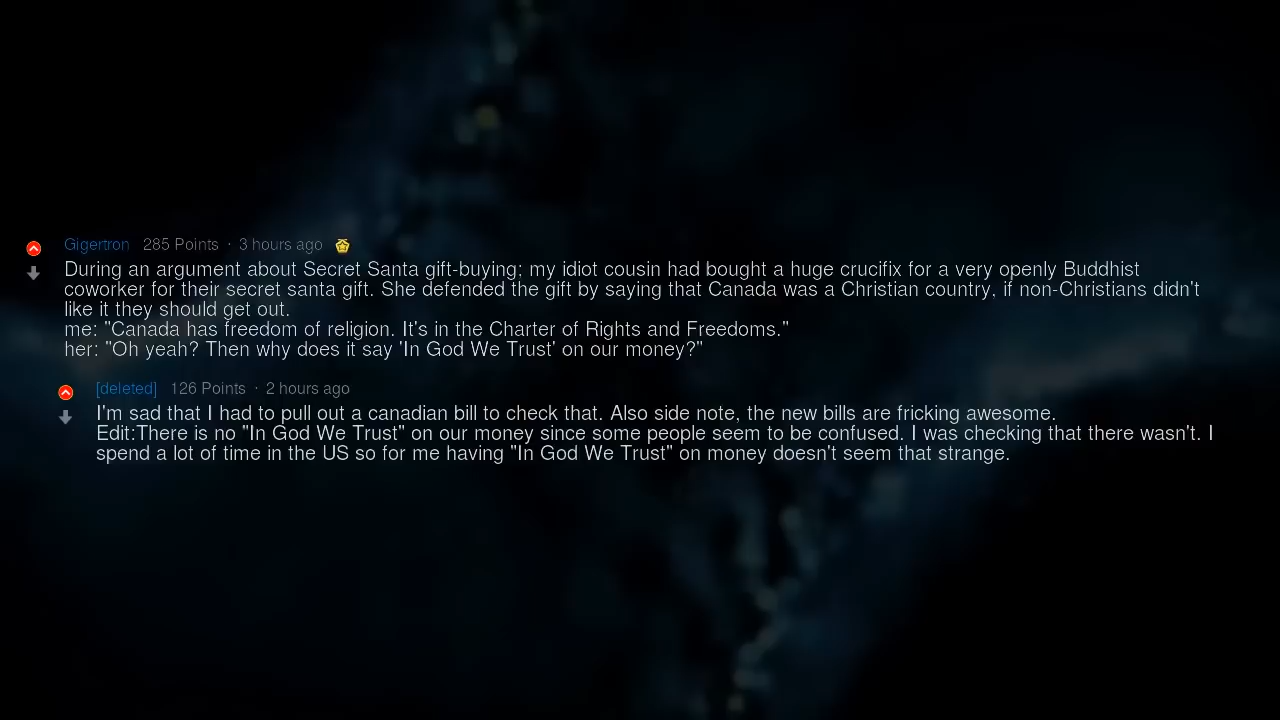 Gigertron 285 Points · 3 hours ago
During an argument about Secret Santa gift-buying; my idiot cousin had bought a huge crucifix for a very openly Buddhist
coworker for their secret santa gift. She defended the gift by saying that Canada was a Christian country, if non-Christians didn't
like it they should get out.
me: "Canada has freedom of religion. It's in the Charter of Rights and Freedoms."
her: "Oh yeah? Then why does it say 'In God We Trust' on our money?"
[deleted] 126 Points · 2 hours ago
I'm sad that I had to pull out a canadian bill to check that. Also side note, the new bills are fricking awesome.
Edit:There is no "In God We Trust" on our money since some people seem to be confused. I was checking that there wasn't. I
spend a lot of time in the US so for me having "In God We Trust" on money doesn't seem that strange.